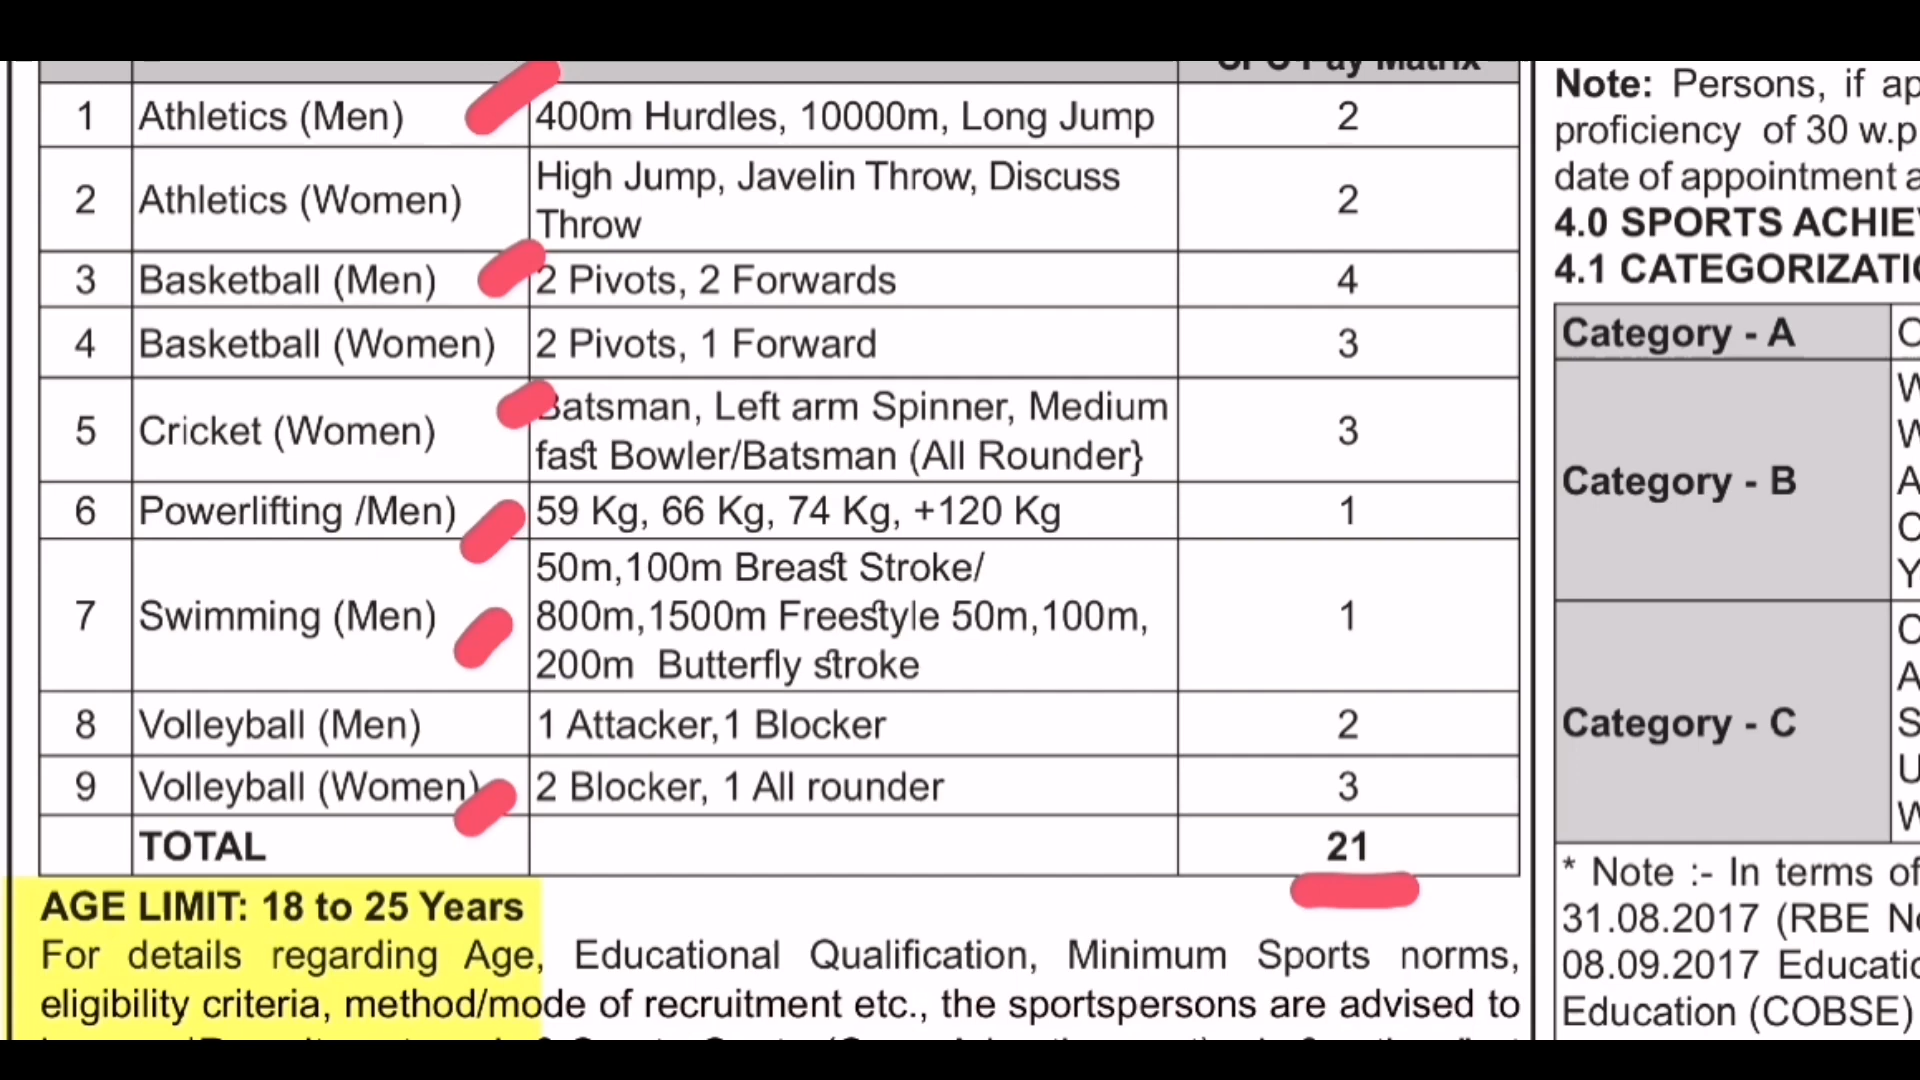 CPC Pay Matrix
1 Athletics (Men) 400m Hurdles, 10000m, Long Jump 2
2 Athletics (Women) High Jump, Javelin Throw, Discuss
Throw 2
3 Basketball (Men) 2 Pivots, 2 Forwards 4
4 Basketball (Women) 2 Pivots, 1 Forward 3
5 Cricket (Women) Batsman, Left arm Spinner, Medium
fast Bowler/Batsman (All Rounder} 3
6 Powerlifting /Men) 59 Kg, 66 Kg, 74 Kg, +120 Kg 1
7 Swimming (Men) 50m,100m Breast Stroke/
800m,1500m Freestyle 50m,100m,
200m Butterfly stroke 1
8 Volleyball (Men) 1 Attacker,1 Blocker 2
9 Volleyball (Women) 2 Blocker, 1 All rounder 3
TOTAL 21
AGE LIMIT: 18 to 25 Years
For details regarding Age, Educational Qualification, Minimum Sports norms,
eligibility criteria, method/mode of recruitment etc., the sportspersons are advised to
Note: Persons, if ap
proficiency of 30 w.p
date of appointment a
4.0 SPORTS ACHIE
4.1 CATEGORIZATI
Category - A
Category - B
Category - C
* Note :- In terms of
31.08.2017 (RBE N
08.09.2017 Educatio
Education (COBSE)